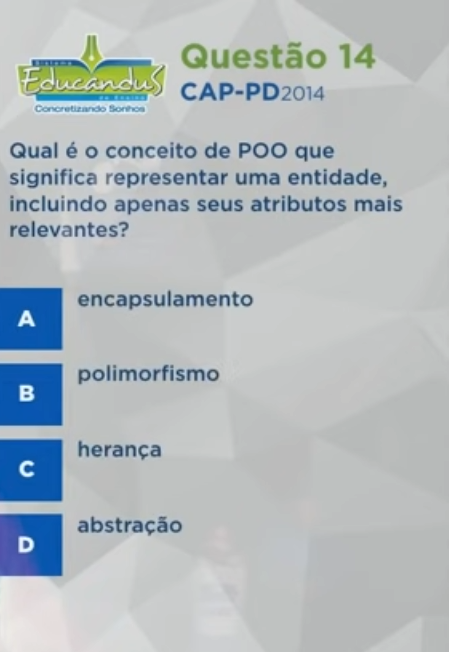 Sistema
Educandus
de Ensino
Concretizando Sonhos
Questão 14
CAP-PD2014
Qual é o conceito de POO que
significa representar uma entidade,
incluindo apenas seus atributos mais
relevantes?
A encapsulamento
B polimorfismo
C herança
D abstração